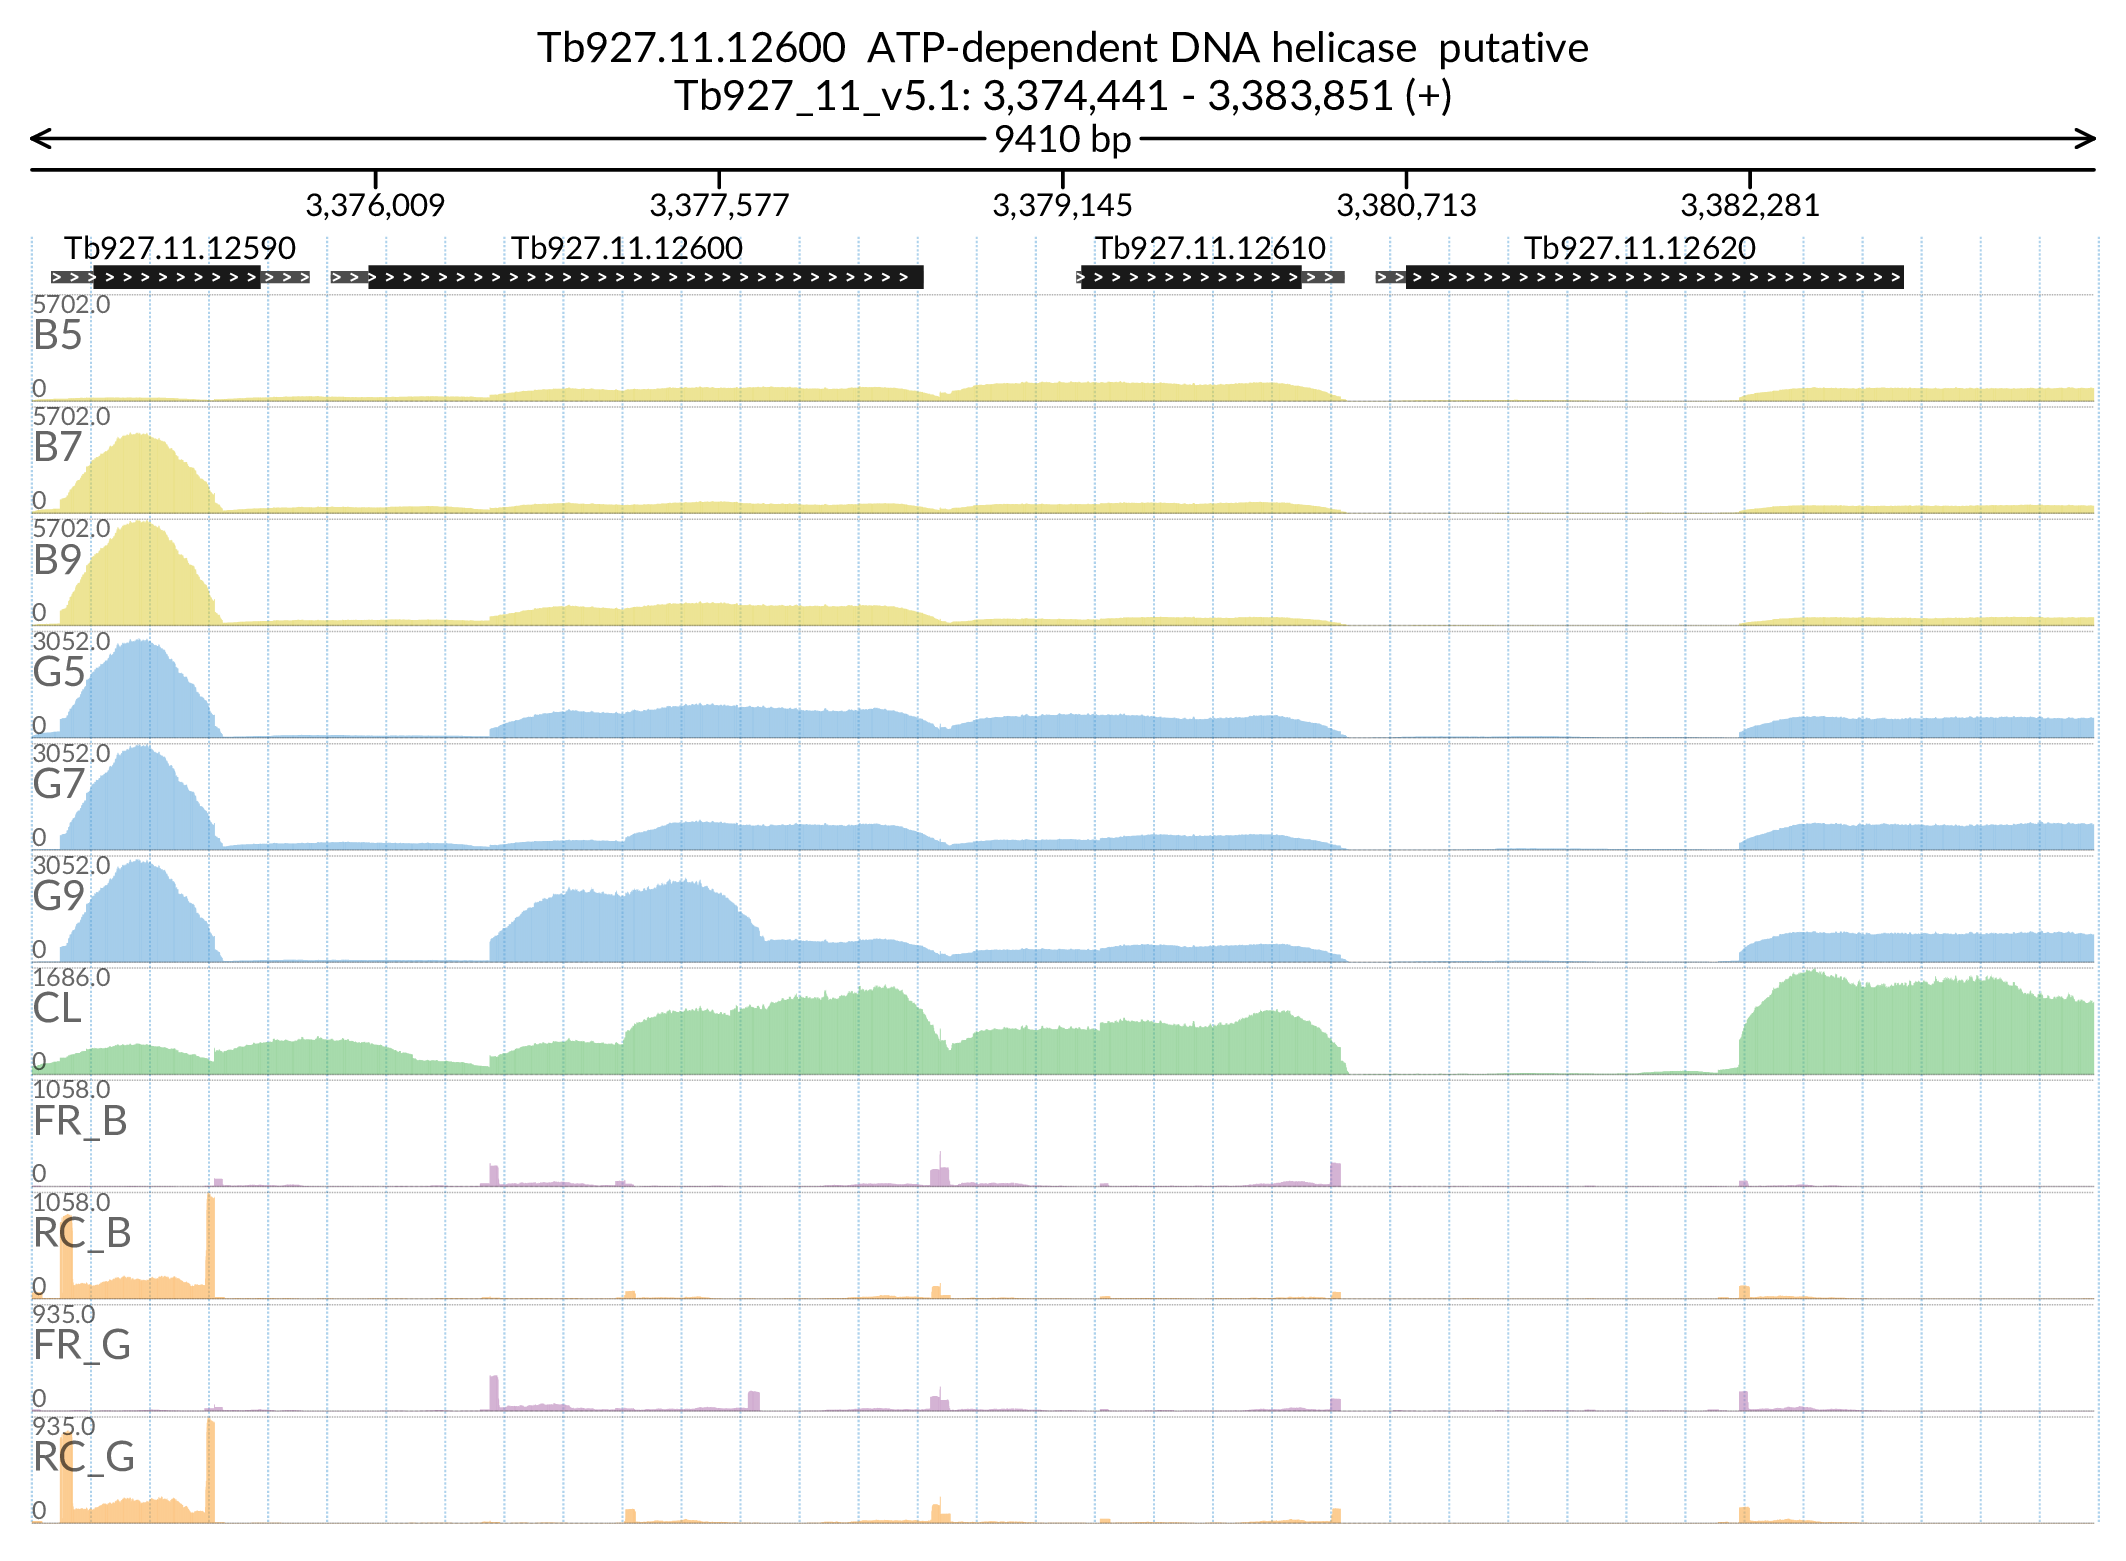 Tb927.11.12600 ATP-dependent DNA helicase putative
Tb927_11_v5.1: 3,374,441 - 3,383,851 (+)
9410 bp
3,376,009 3,377,577 3,379,145 3,380,713 3,382,281
Tb927.11.12590 Tb927.11.12600 Tb927.11.12610 Tb927.11.12620
5702.0
B5
0
5702.0
B7
0
5702.0
B9
0
3052.0
G5
0
3052.0
G7
0
3052.0
G9
0
1686.0
CL
0
1058.0
FR_B
0
1058.0
RC_B
0
935.0
FR_G
0
935.0
RC_G
0